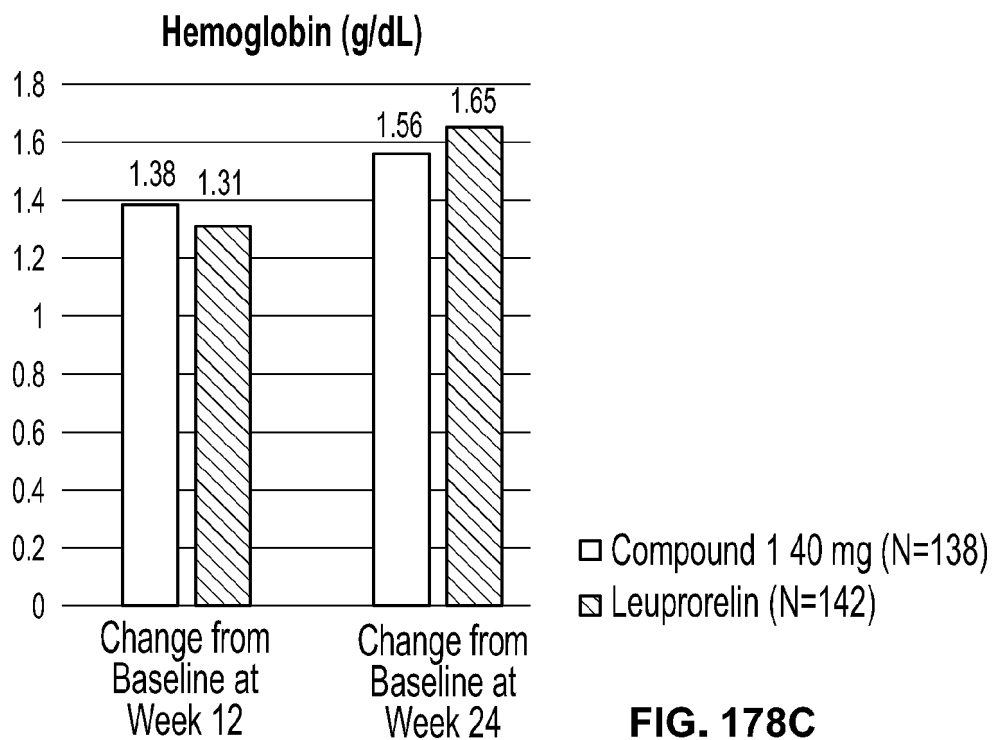 Hemoglobin (g/dL)
1.8
1.6
1.4
1.2
1
0.8
0.6
0.4
0.2
0
1.38
1.31
1.56
1.65
Change from
Baseline at
Week 12
Change from
Baseline at
Week 24
Compound 1 40 mg (N=138)
Leuprorelin (N=142)
FIG. 178C